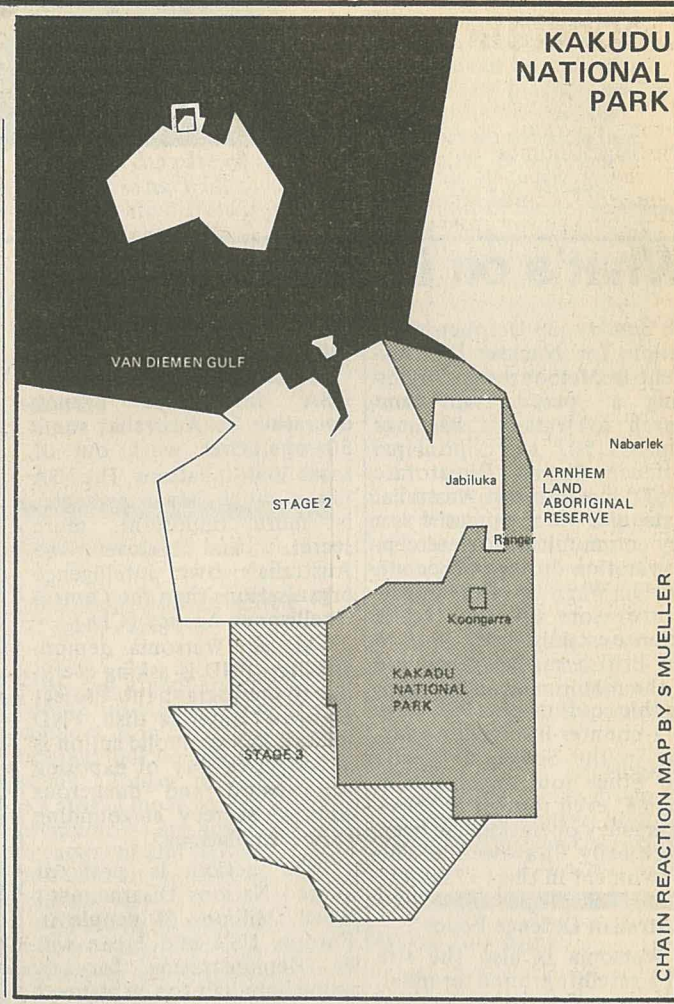 KAKUDU
NATIONAL
PARK
VAN DIEMEN GULF
Nabarlek
Jabiluka
ARNHEM
LAND
ABORIGINAL
RESERVE
STAGE 2
Ranger
Koongarra
KAKADU
NATIONAL
PARK
STAGE 3
CHAIN REACTION MAP BY S MUELLER